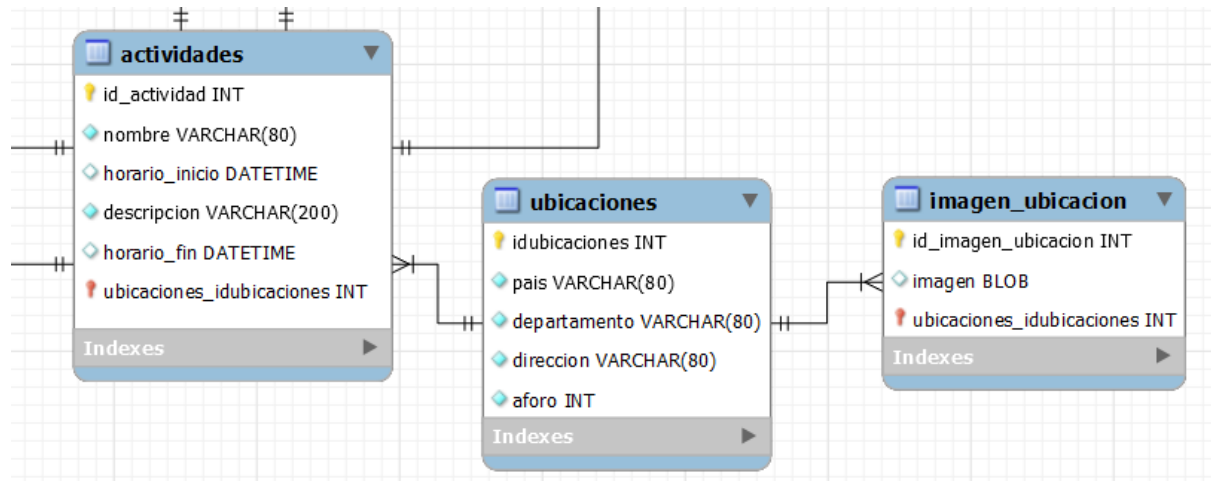 actividades
id_actividad INT
nombre VARCHAR(80)
horario_inicio DATETIME
descripcion VARCHAR(200)
horario_fin DATETIME
ubicaciones_idubicaciones INT
Indexes
ubicaciones
idubicaciones INT
pais VARCHAR(80)
departamento VARCHAR(80)
direccion VARCHAR(80)
aforo INT
Indexes
imagen_ubicacion
id_imagen_ubicacion INT
imagen BLOB
ubicaciones_idubicaciones INT
Indexes